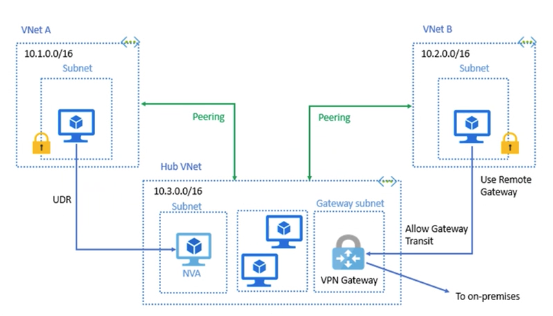 VNet A
10.1.0.0/16
Subnet
VNet B
10.2.0.0/16
Subnet
Peering
Peering
UDR
Use Remote
Gateway
Hub VNet
10.3.0.0/16
Subnet
NVA
Gateway subnet
VPN Gateway
Allow Gateway
Transit
To on-premises